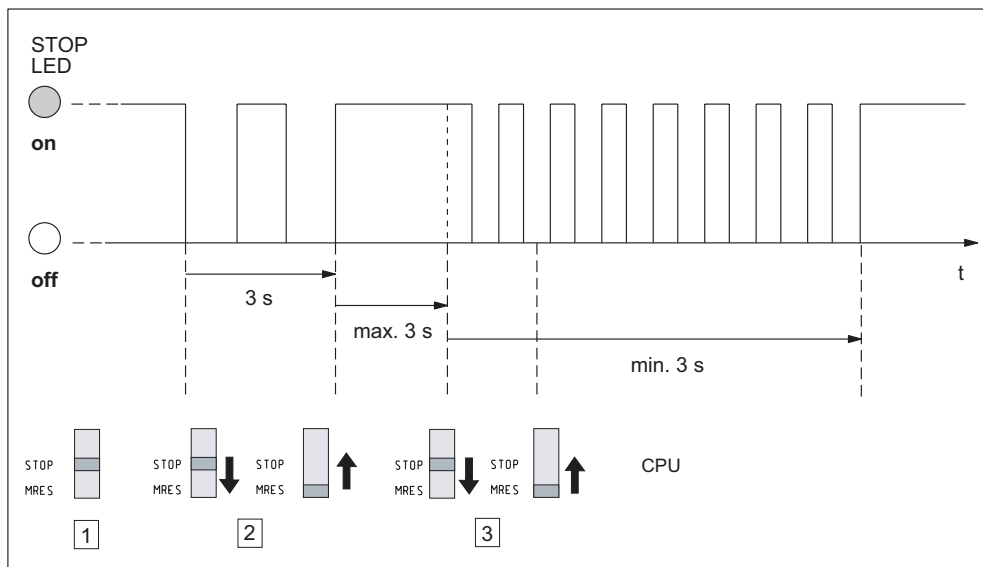 STOP
LED
on
off
t
3 s
max. 3 s
min. 3 s
STOP
MRES
STOP
MRES
STOP
MRES
STOP
MRES
STOP
MRES
CPU
1
2
3